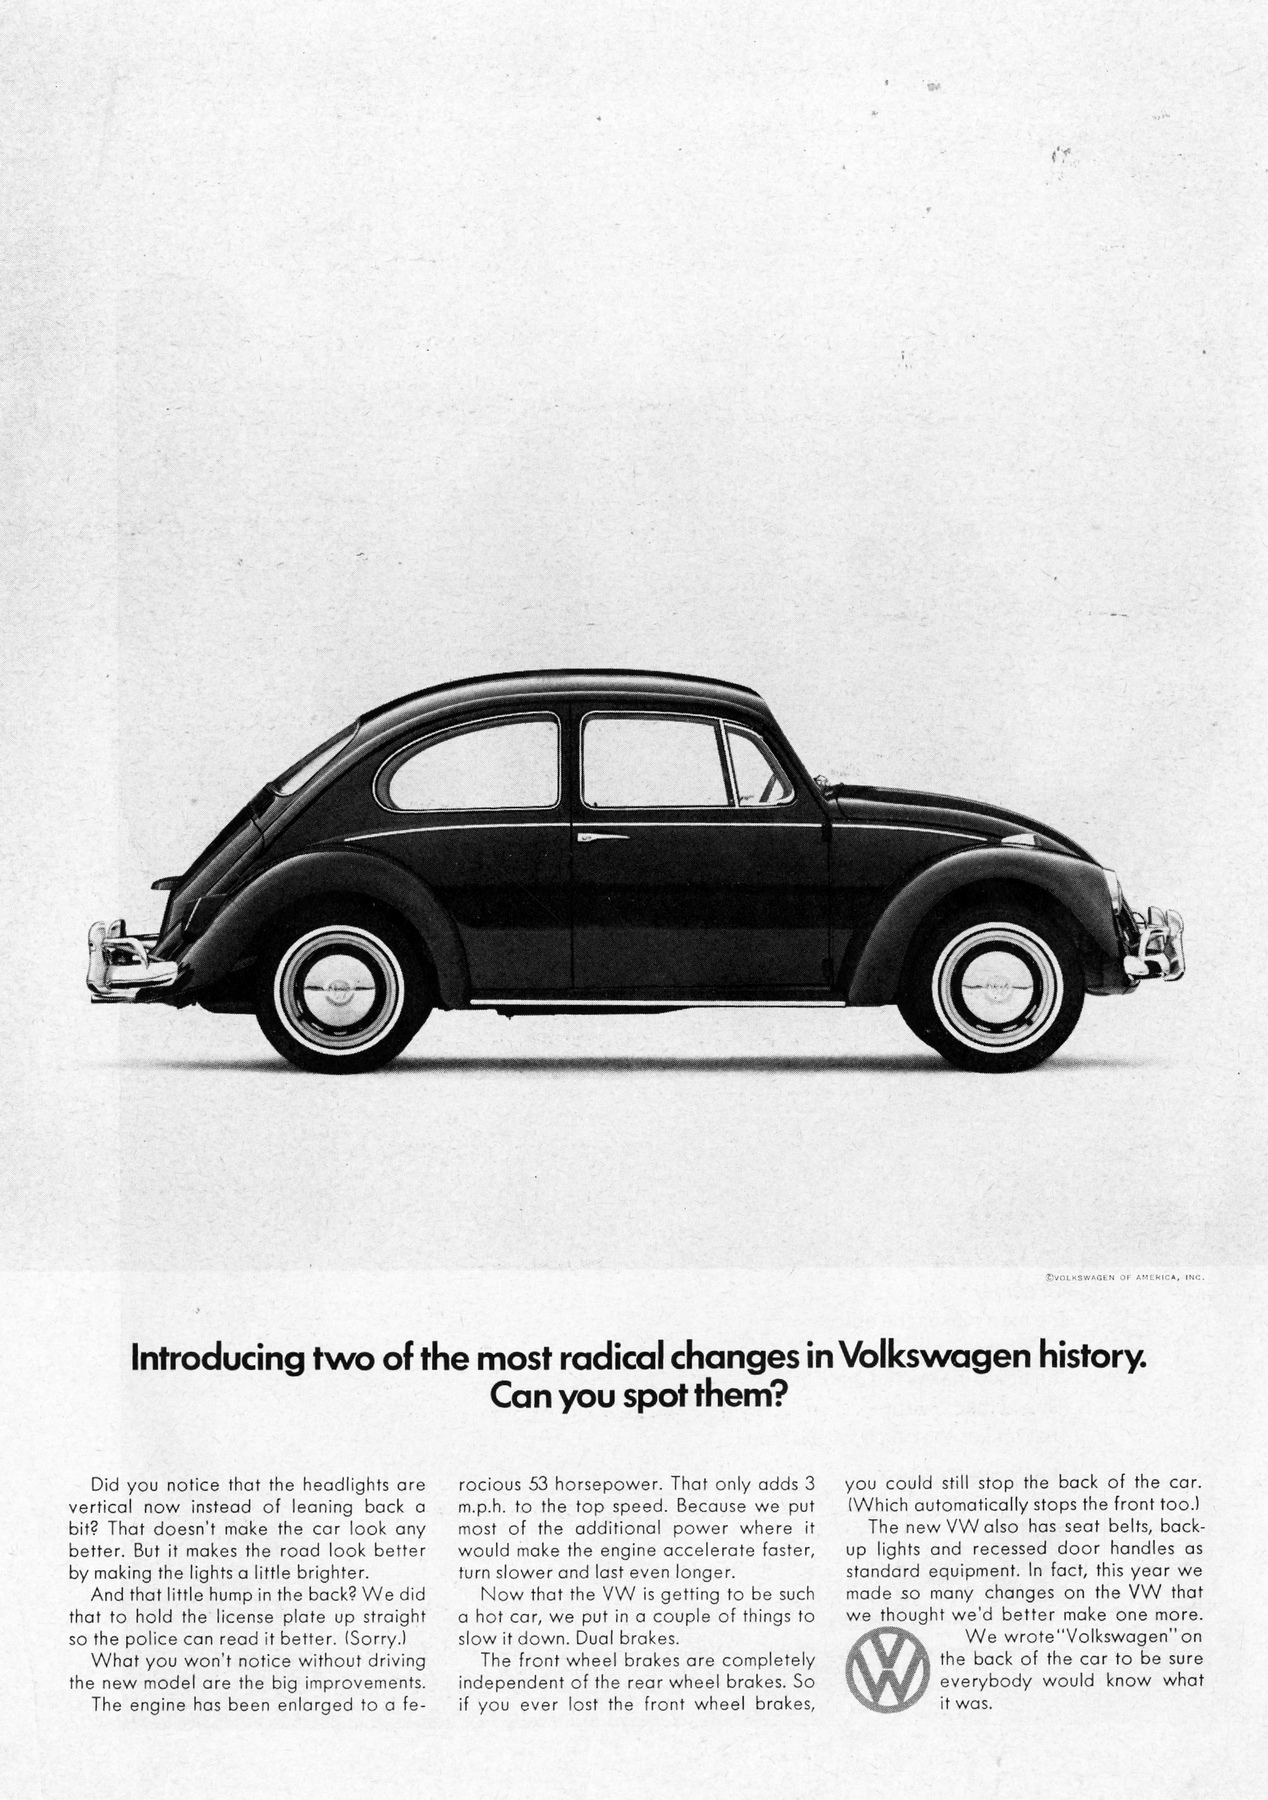 ©VOLKSWAGEN OF AMERICA, INC.
Introducing two of the most radical changes in Volkswagen history.
Can you spot them?
Did you notice that the headlights are
vertical now instead of leaning back a
bit? That doesn't make the car look any
better. But it makes the road look better
by making the lights a little brighter.
And that little hump in the back? We did
that to hold the license plate up straight
so the police can read it better. (Sorry.)
What you won't notice without driving
the new model are the big improvements.
The engine has been enlarged to a fe-
rocious 53 horsepower. That only adds 3
m.p.h. to the top speed. Because we put
most of the additional power where it
would make the engine accelerate faster,
turn slower and last even longer.
Now that the VW is getting to be such
a hot car, we put in a couple of things to
slow it down. Dual brakes.
The front wheel brakes are completely
independent of the rear wheel brakes. So
if you ever lost the front wheel brakes,
you could still stop the back of the car.
(Which automatically stops the front too.)
The new VW also has seat belts, back-
up lights and recessed door handles as
standard equipment. In fact, this year we
made so many changes on the VW that
we thought we'd better make one more.
We wrote "Volkswagen" on
the back of the car to be sure
everybody would know what
it was.
VW